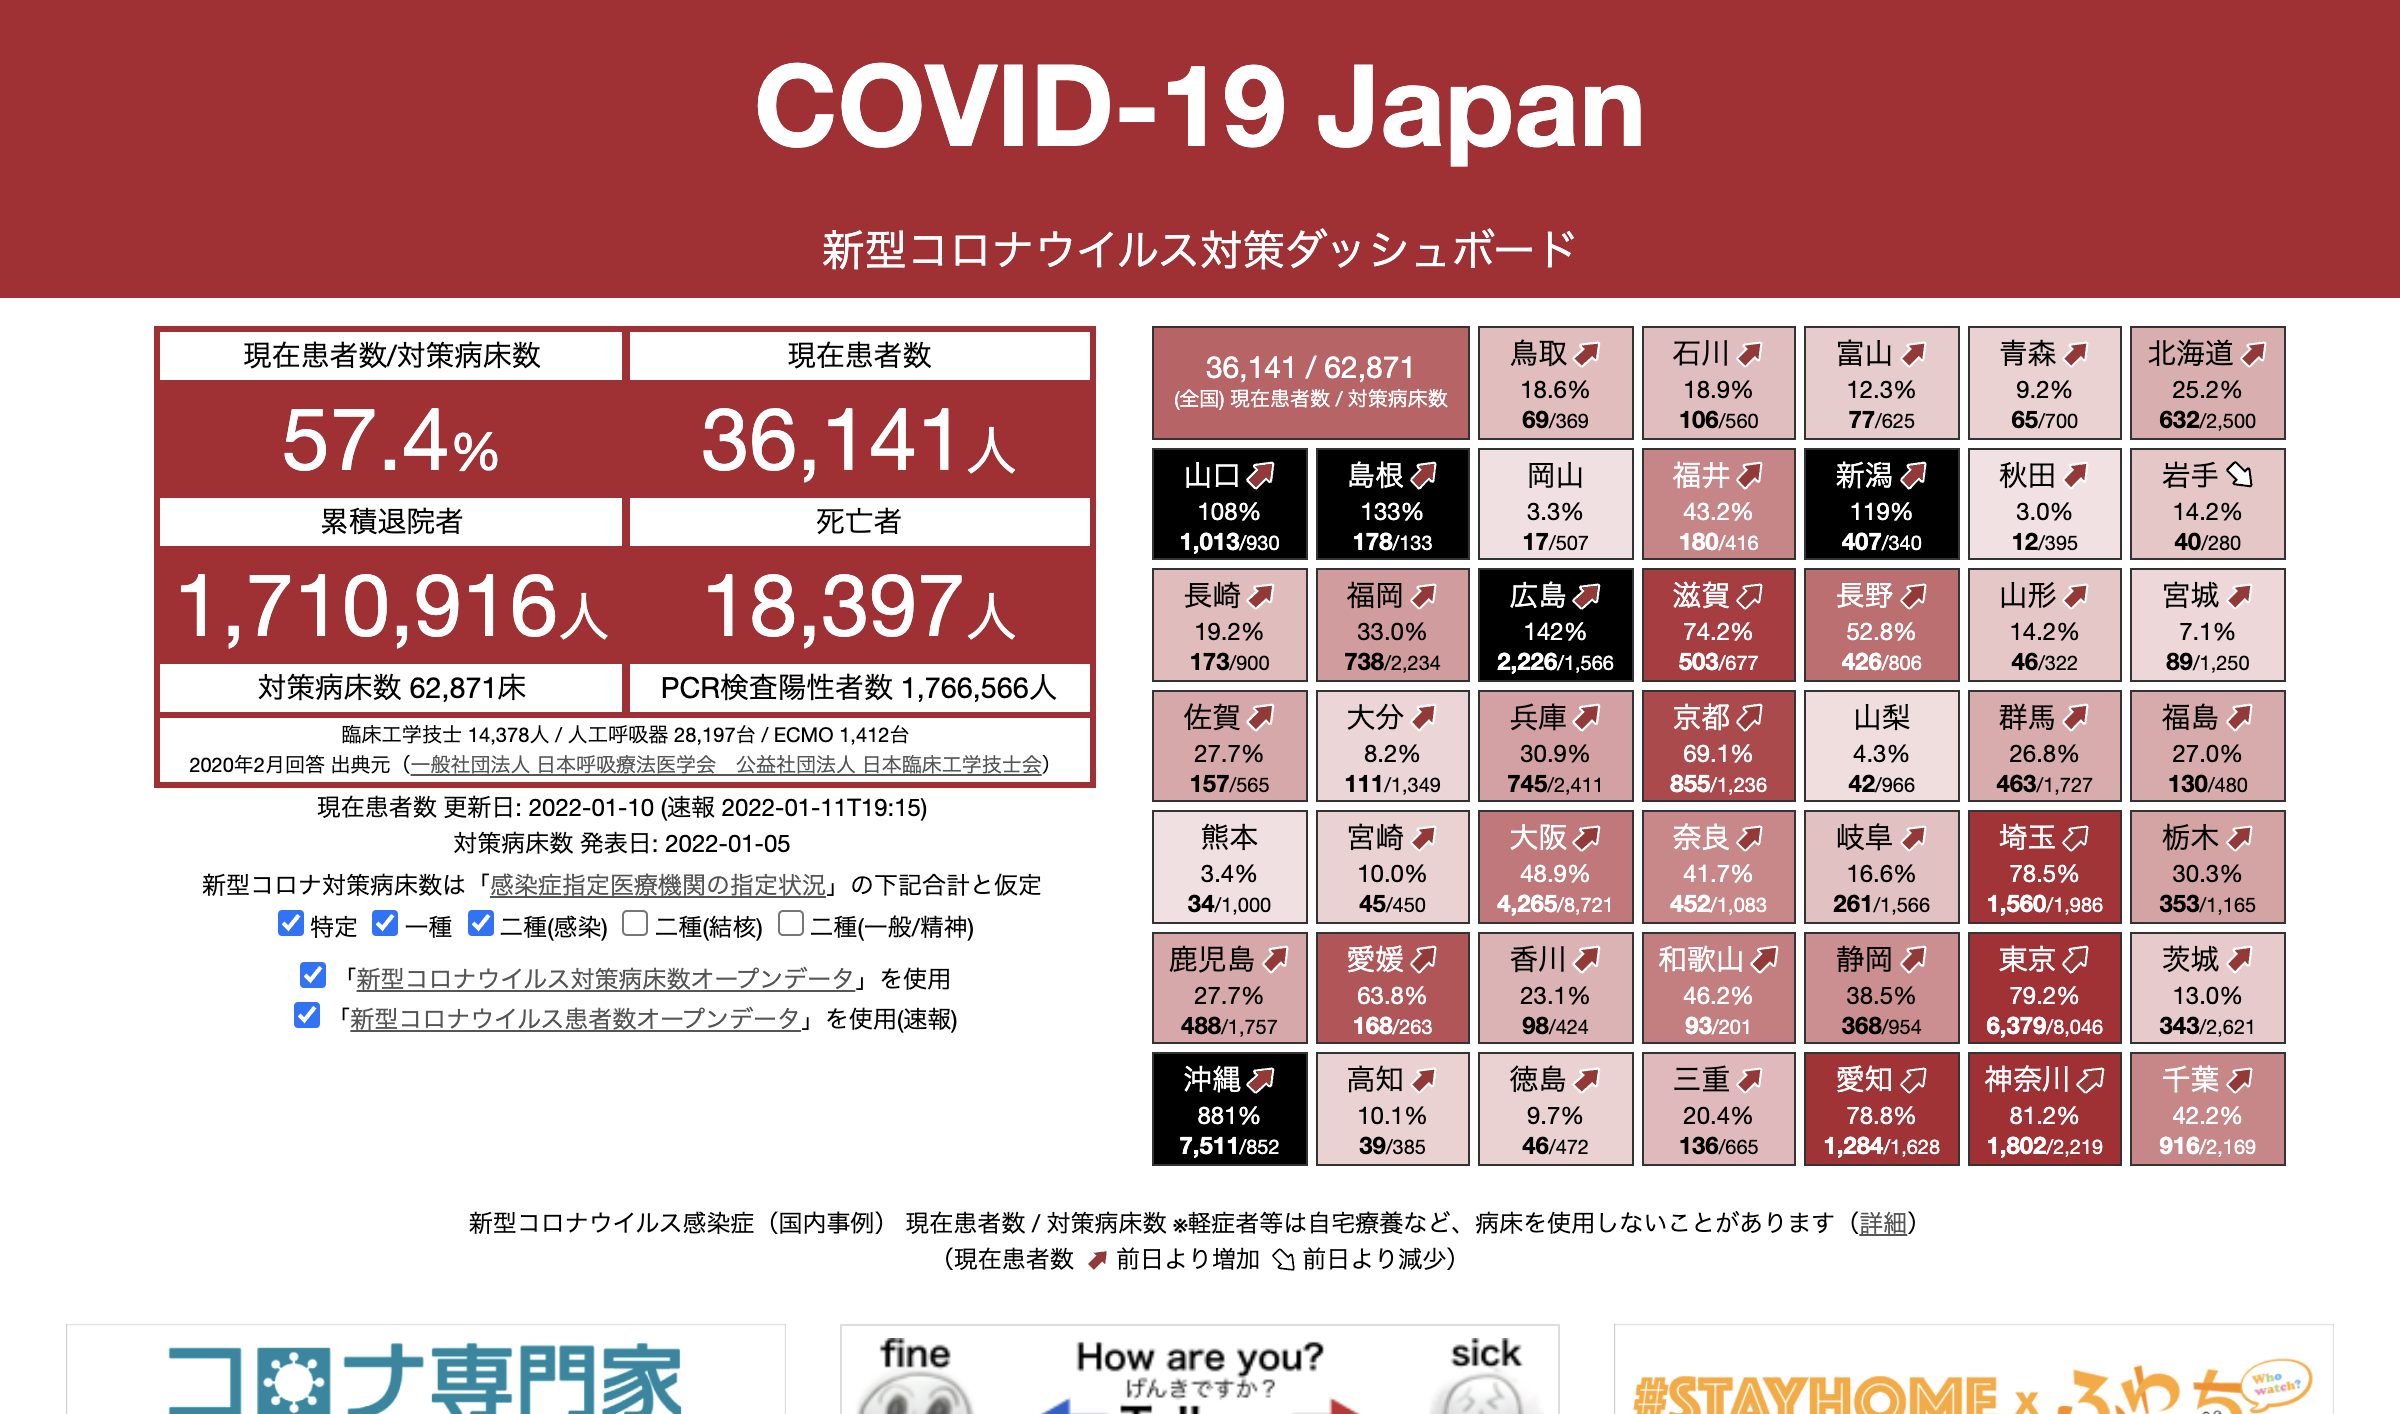 COVID-19 Japan
新型コロナウイルス対策ダッシュボード
現在患者数/対策病床数
現在患者数
57.4%
36,141人
累積退院者
死亡者
1,710,916人
18,397人
対策病床数 62,871床
PCR検査陽性者数 1,766,566人
臨床工学技士 14,378人 / 人工呼吸器 28,197台 / ECMO 1,412台
2020年2月回答 出典元（一般社団法人 日本呼吸療法医学会　公益社団法人 日本臨床工学技士会）
現在患者数 更新日: 2022-01-10 (速報 2022-01-11T19:15)
対策病床数 発表日: 2022-01-05
新型コロナ対策病床数は「感染症指定医療機関の指定状況」の下記合計と仮定
特定 一種 二種(感染) 二種(結核) 二種(一般/精神)
「新型コロナウイルス対策病床数オープンデータ」を使用
「新型コロナウイルス患者数オープンデータ」を使用(速報)
36,141 / 62,871
(全国) 現在患者数 / 対策病床数
鳥取
18.6%
69/369
石川
18.9%
106/560
富山
12.3%
77/625
青森
9.2%
65/700
北海道
25.2%
632/2,500
山口
108%
1,013/930
島根
133%
178/133
岡山
3.3%
17/507
福井
43.2%
180/416
新潟
119%
407/340
秋田
3.0%
12/395
岩手
14.2%
40/280
長崎
19.2%
173/900
福岡
33.0%
738/2,234
広島
142%
2,226/1,566
滋賀
74.2%
503/677
長野
52.8%
426/806
山形
14.2%
46/322
宮城
7.1%
89/1,250
佐賀
27.7%
157/565
大分
8.2%
111/1,349
兵庫
30.9%
745/2,411
京都
69.1%
855/1,236
山梨
4.3%
42/966
群馬
26.8%
463/1,727
福島
27.0%
130/480
熊本
3.4%
34/1,000
宮崎
10.0%
45/450
大阪
48.9%
4,265/8,721
奈良
41.7%
452/1,083
岐阜
16.6%
261/1,566
埼玉
78.5%
1,560/1,986
栃木
30.3%
353/1,165
鹿児島
27.7%
488/1,757
愛媛
63.8%
168/263
香川
23.1%
98/424
和歌山
46.2%
93/201
静岡
38.5%
368/954
東京
79.2%
6,379/8,046
茨城
13.0%
343/2,621
沖縄
881%
7,511/852
高知
10.1%
39/385
徳島
9.7%
46/472
三重
20.4%
136/665
愛知
78.8%
1,284/1,628
神奈川
81.2%
1,802/2,219
千葉
42.2%
916/2,169
新型コロナウイルス感染症（国内事例） 現在患者数 / 対策病床数 ※軽症者等は自宅療養など、病床を使用しないことがあります（詳細）
（現在患者数 前日より増加 前日より減少）
コロナ専門家
fine
How are you?
sick
げんきですか？
#STAYHOME x ふわち
Who watch?